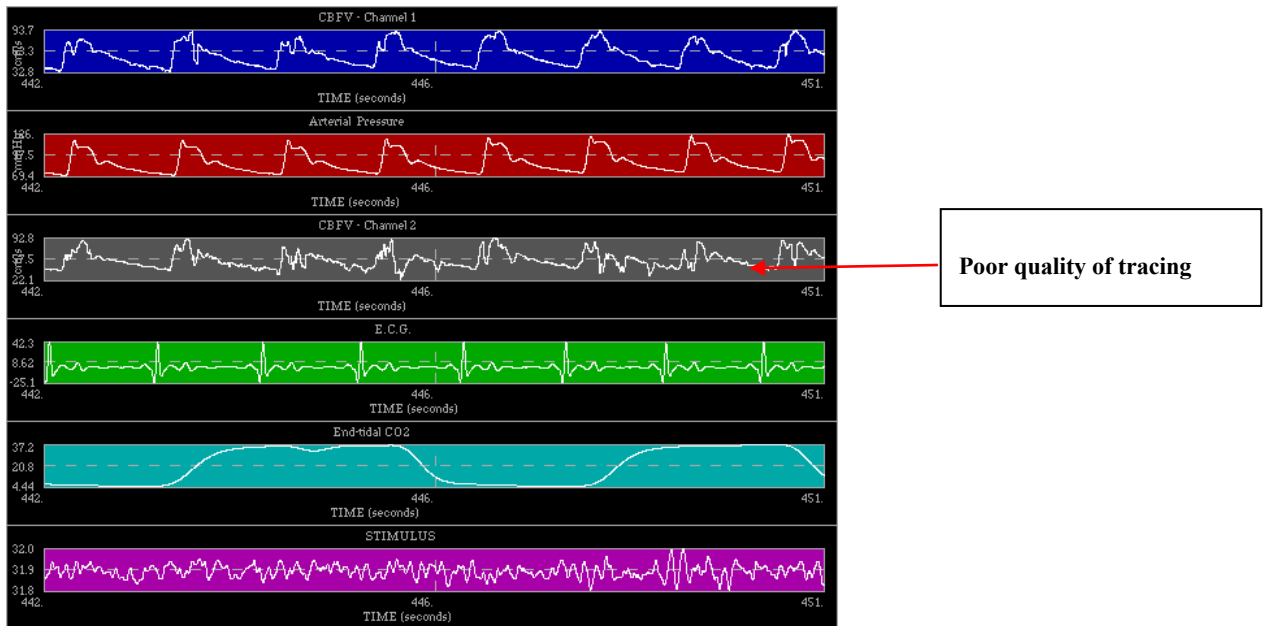 CBFV - Channel 1
93.7
32.8
442.
446.
451.
TIME (seconds)
Arterial Pressure
69.4
442.
446.
451.
TIME (seconds)
CBFV - Channel 2
92.8
22.1
442.
446.
451.
TIME (seconds)
Poor quality of tracing
E.C.G.
42.3
8.62
-25.1
442.
446.
451.
TIME (seconds)
End-tidal CO2
37.2
20.8
4.44
442.
446.
451.
TIME (seconds)
STIMULUS
32.0
31.9
31.8
442.
446.
451.
TIME (seconds)